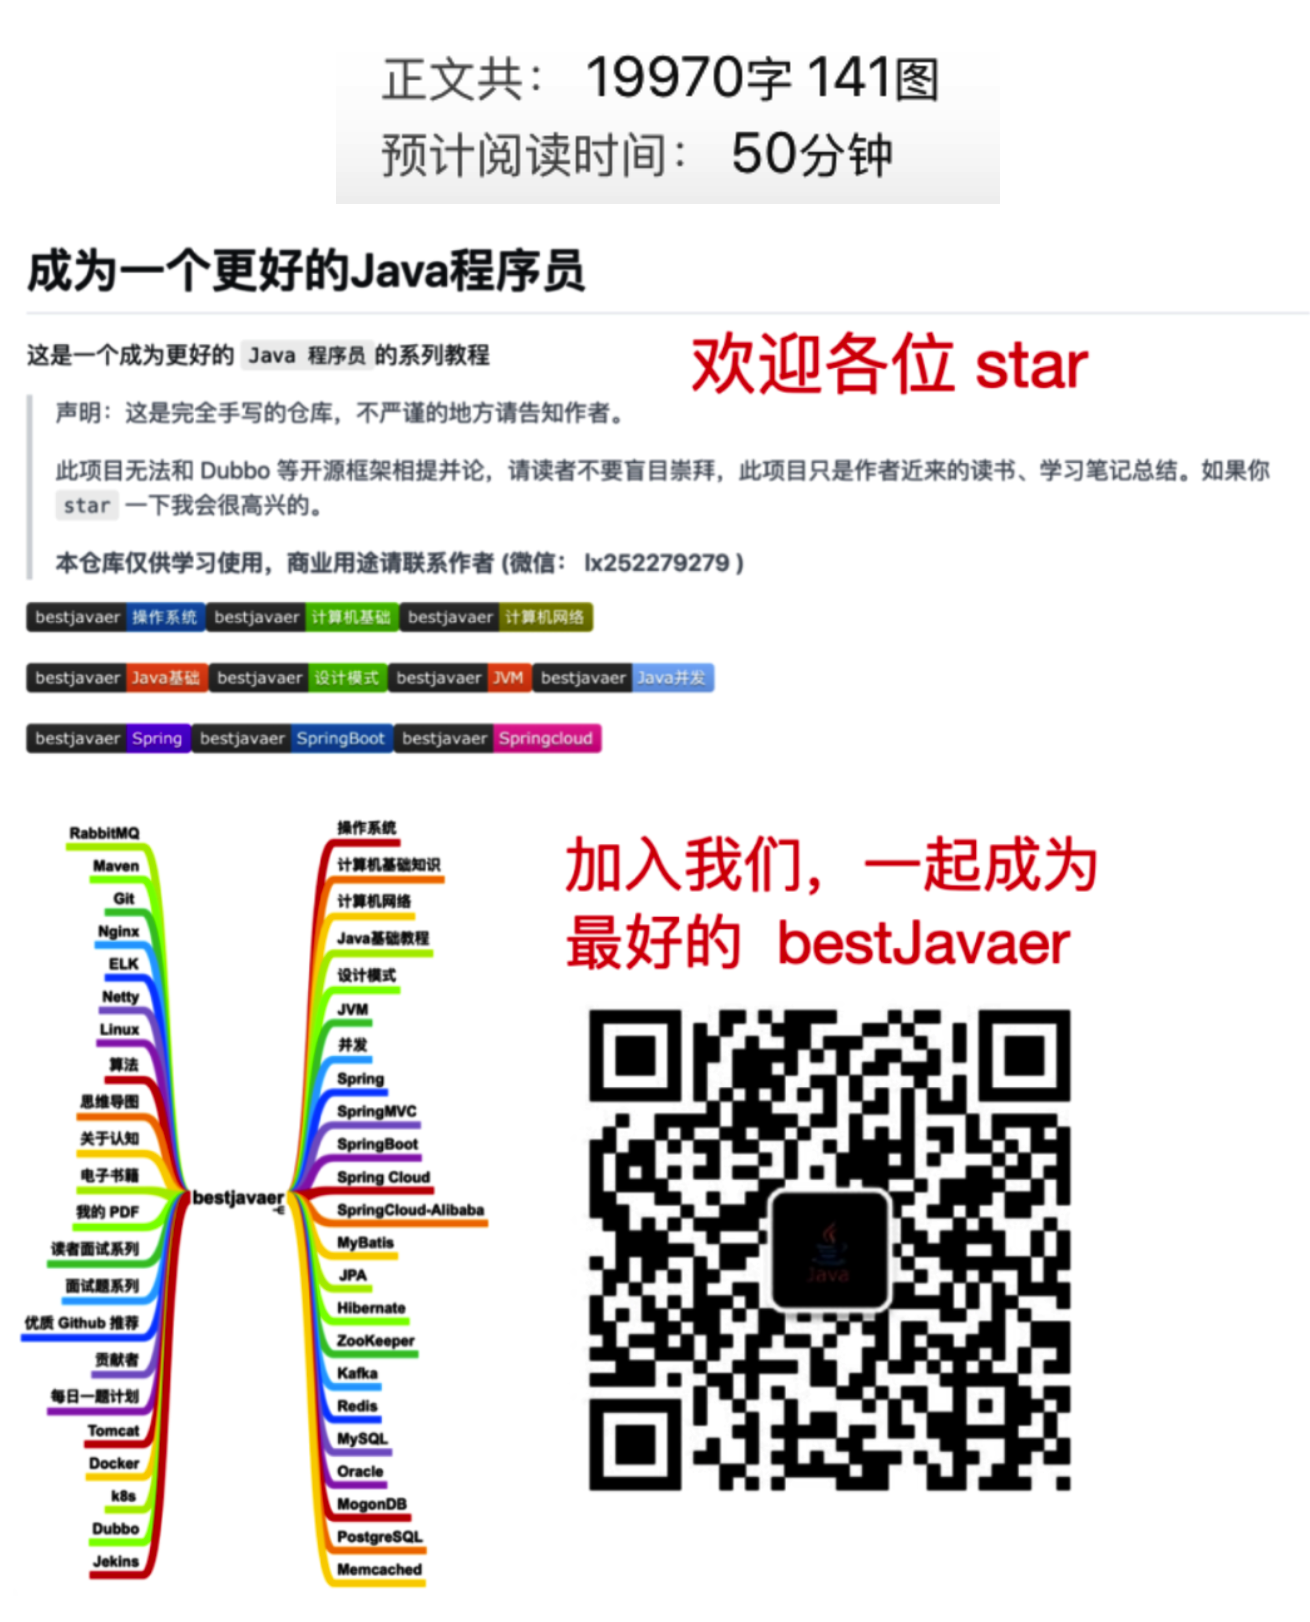 正文共： 19970字 141图
预计阅读时间： 50分钟
成为一个更好的Java程序员
这是一个成为更好的 Java 程序员 的系列教程
欢迎各位 star
声明：这是完全手写的仓库，不严谨的地方请告知作者。
此项目无法和 Dubbo 等开源框架相提并论，请读者不要盲目崇拜，此项目只是作者近来的读书、学习笔记总结。如果你
star 一下我会很高兴的。
本仓库仅供学习使用，商业用途请联系作者 (微信： lx252279279 )
bestjavaer 操作系统 bestjavaer 计算机基础 bestjavaer 计算机网络
bestjavaer Java基础 bestjavaer 设计模式 bestjavaer JVM bestjavaer Java并发
bestjavaer Spring bestjavaer SpringBoot bestjavaer Springcloud
RabbitMQ
Maven
Git
Nginx
ELK
Netty
Linux
算法
思维导图
关于认知
电子书籍
我的 PDF
读者面试系列
面试题系列
优质 Github 推荐
贡献者
每日一题计划
Tomcat
Docker
k8s
Dubbo
Jekins
bestjavaer
操作系统
计算机基础知识
计算机网络
Java基础教程
设计模式
JVM
并发
Spring
SpringMVC
SpringBoot
Spring Cloud
SpringCloud-Alibaba
MyBatis
JPA
Hibernate
ZooKeeper
Kafka
Redis
MySQL
Oracle
MogonDB
PostgreSQL
Memcached
加入我们，一起成为
最好的 bestJavaer
Java